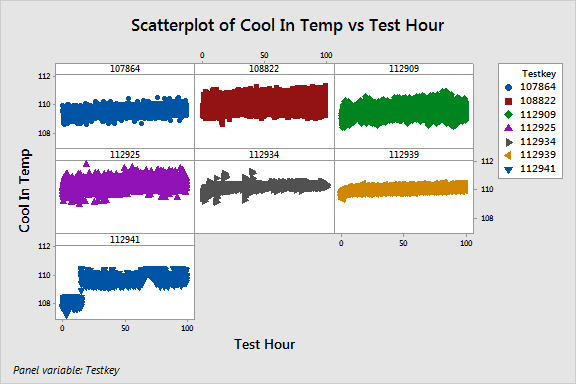 Scatterplot of Cool In Temp vs Test Hour
0 50 100
107864 108822 112909
112 110 108
112925 112934 112939
112 110 108
0 50 100
112941
112 110 108
0 50 100
Cool In Temp
Test Hour
Testkey
107864
108822
112909
112925
112934
112939
112941
Panel variable: Testkey